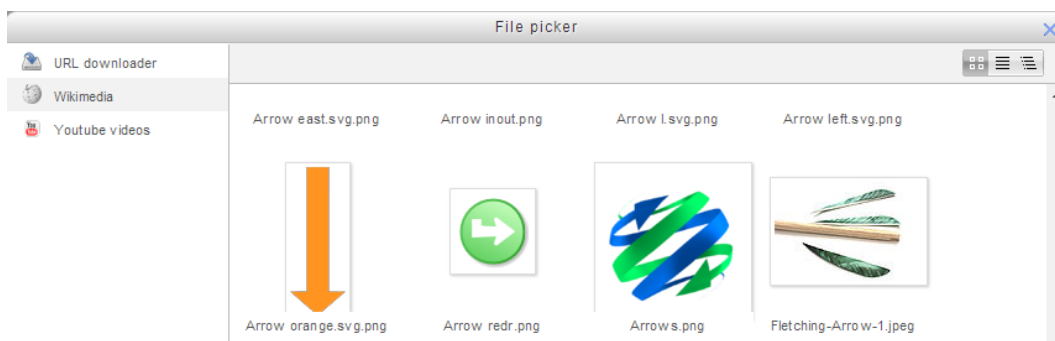 File picker
URL downloader
Wikimedia
Youtube videos
Arrow east.svg.png Arrow inout.png Arrow l.svg.png Arrow left.svg.png
Arrow orange.svg.png Arrow redr.png Arrows.png Fletching-Arrow-1.jpeg